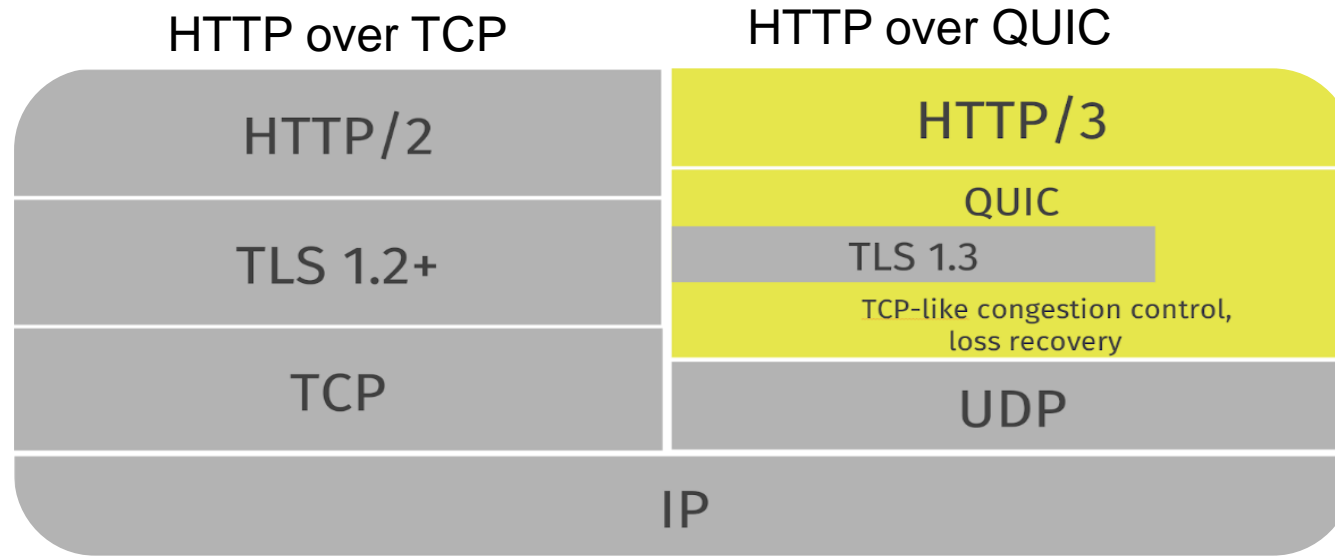 HTTP over TCP
HTTP over QUIC
HTTP/2
TLS 1.2+
TCP
HTTP/3
QUIC
TLS 1.3
TCP-like congestion control,
loss recovery
UDP
IP